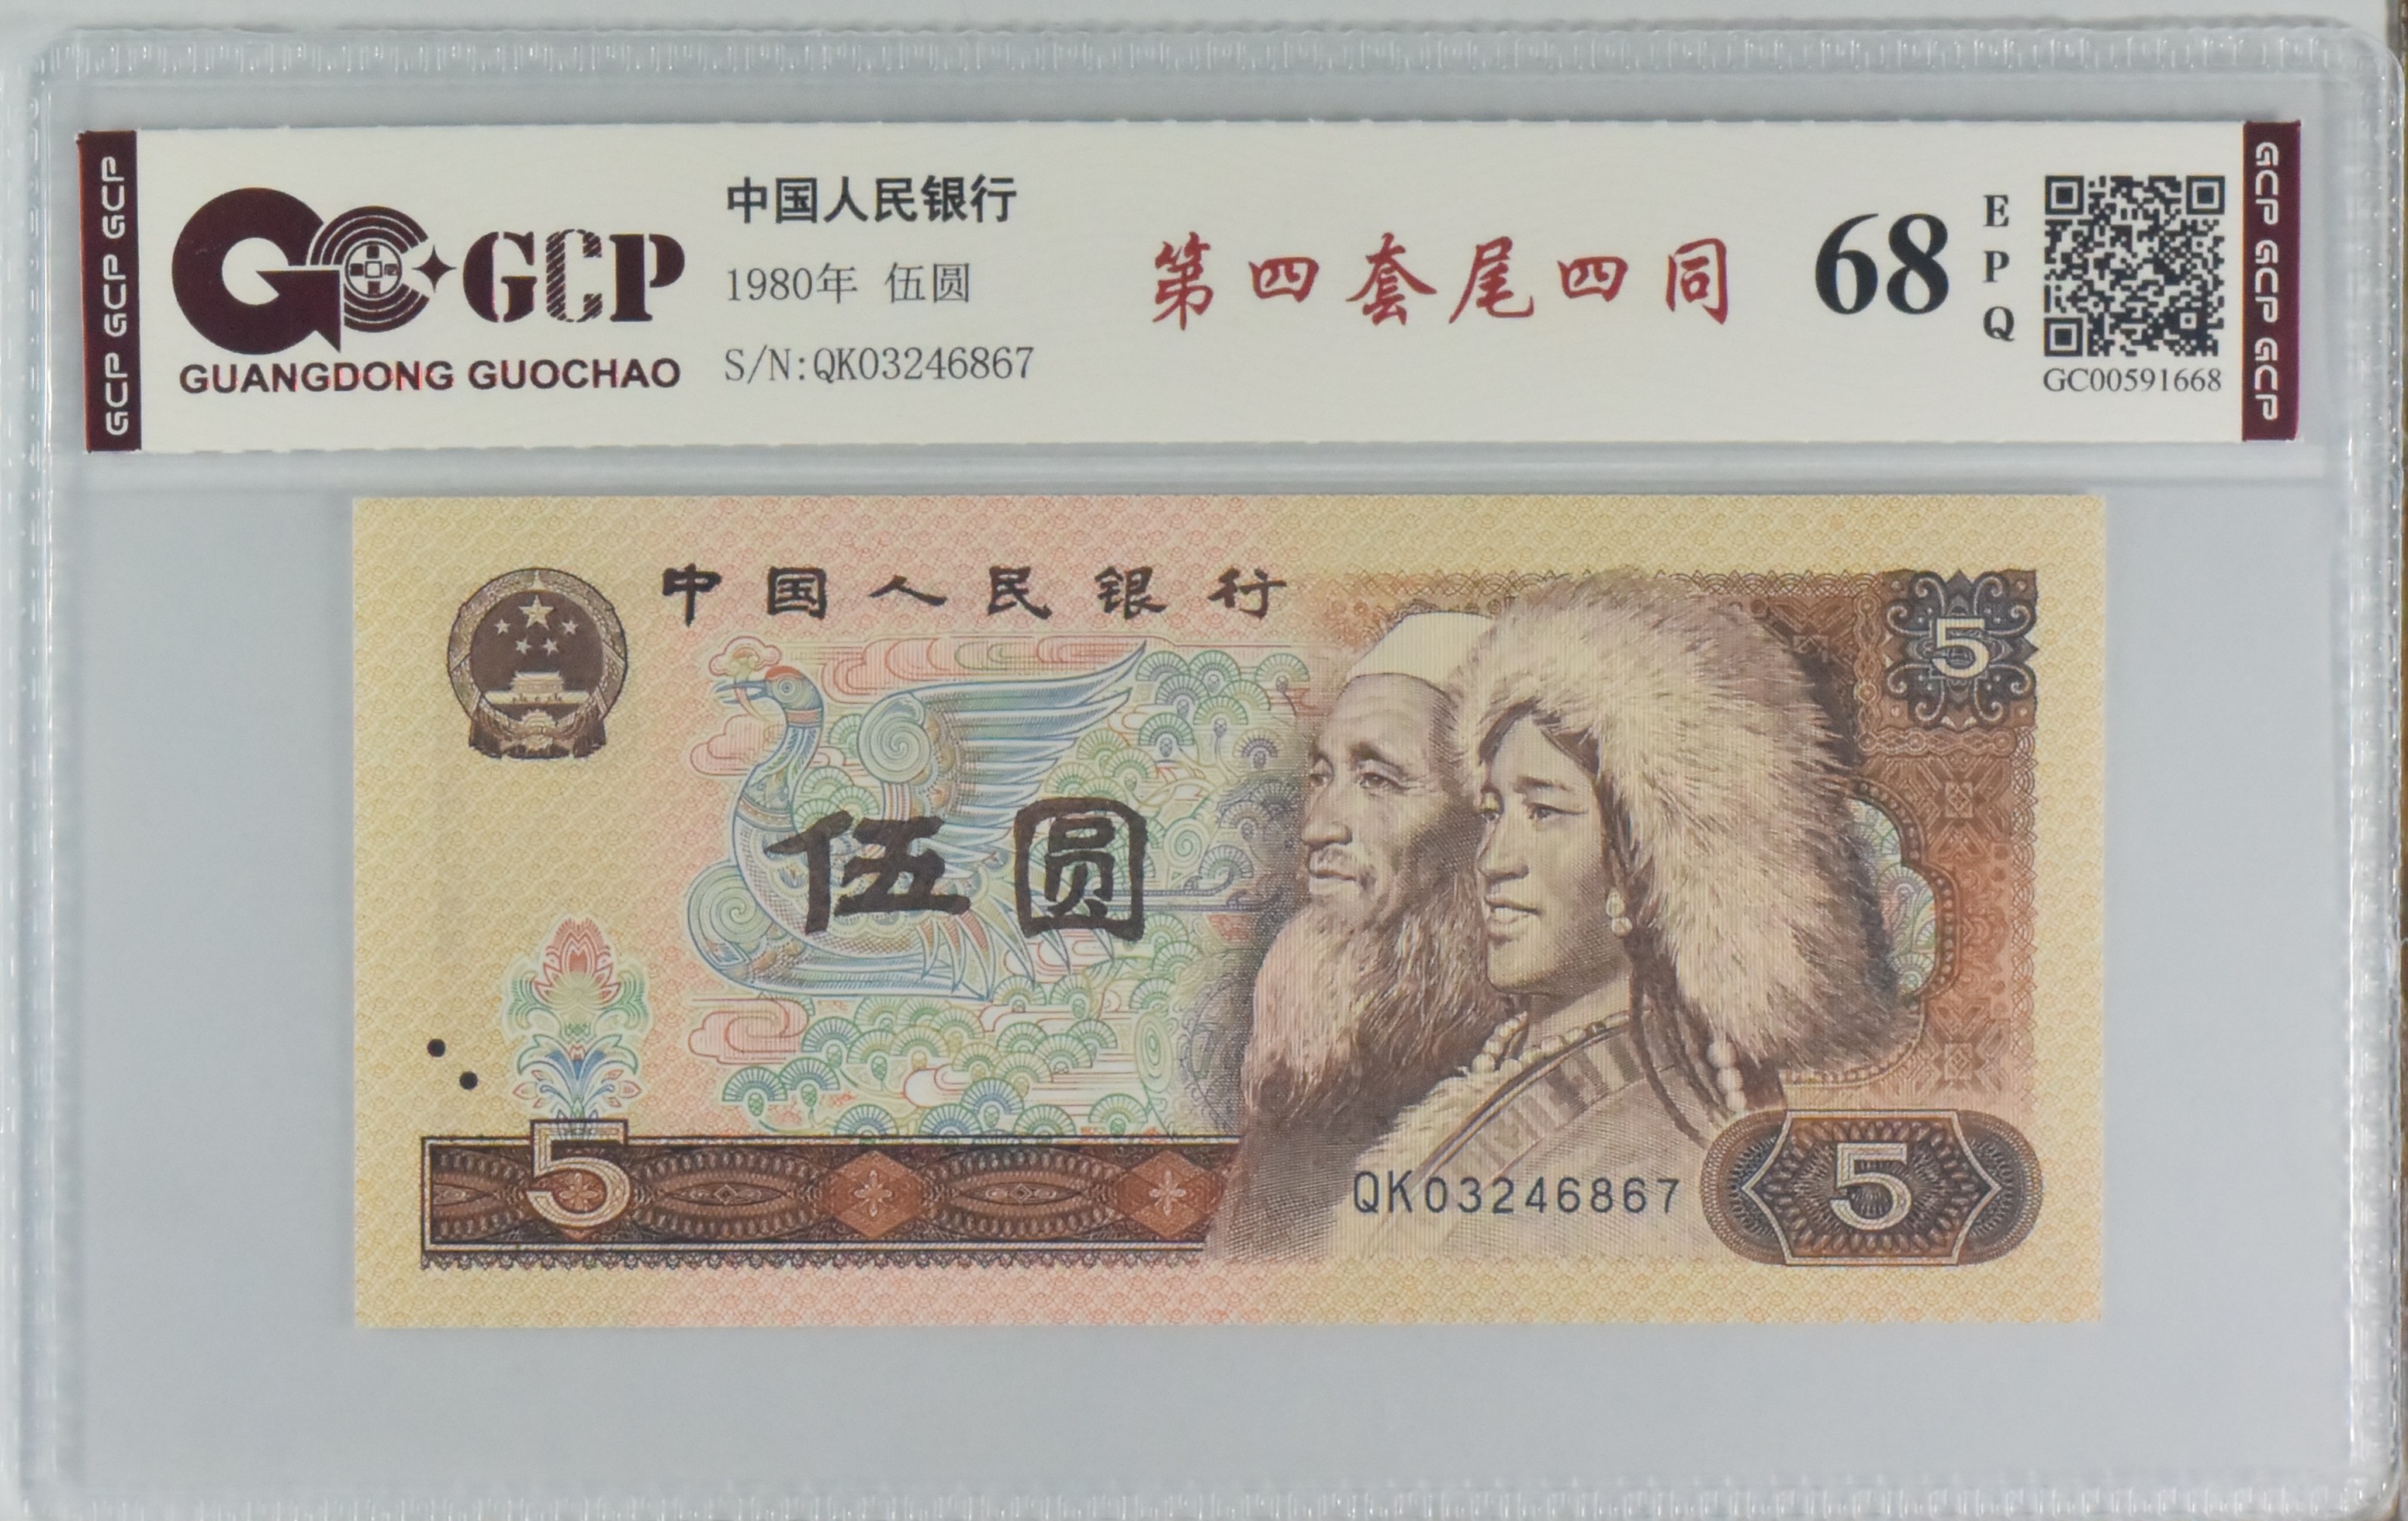 GCP GCP GCP
GCP
GUANGDONG GUOCHAO
中国人民银行
1980年 伍圆
S/N:QK03246867
第四套尾四同
68
EPQ
GC00591668
GCP GCP GCP
中国人民银行
5
伍圆
5
QK03246867
5